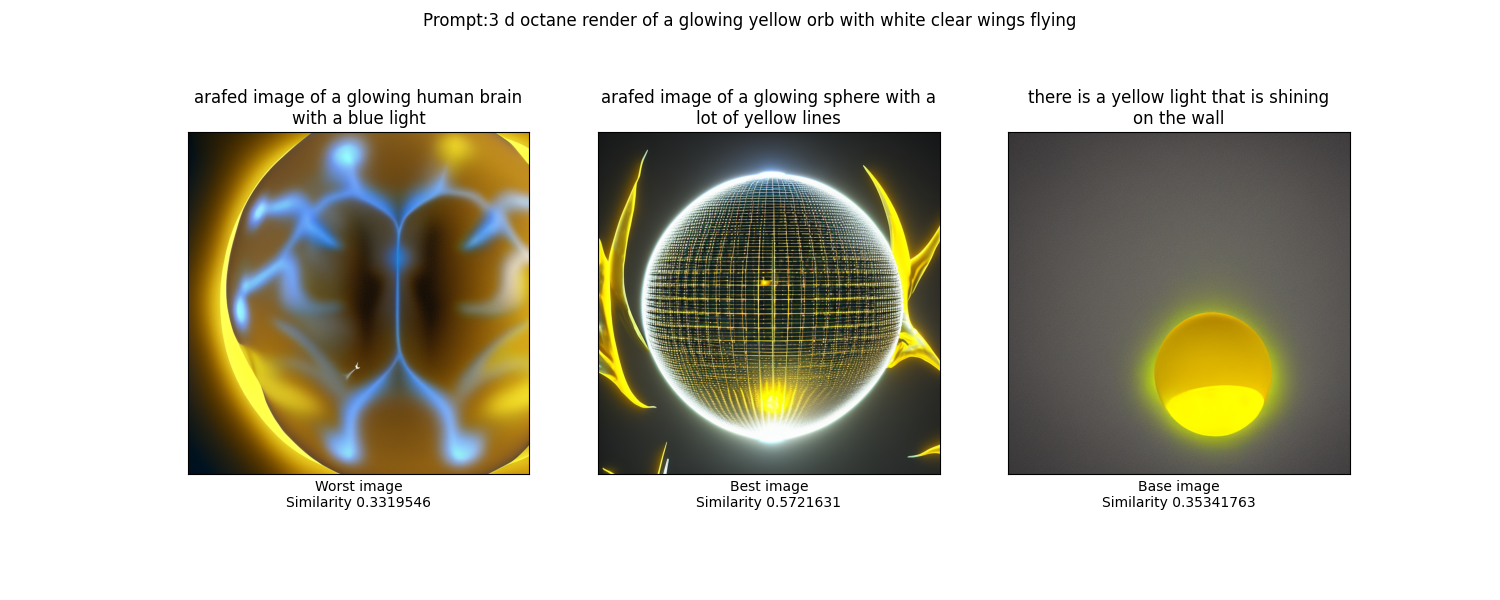 Prompt:3 d octane render of a glowing yellow orb with white clear wings flying
arafed image of a glowing human brain
with a blue light
arafed image of a glowing sphere with a
lot of yellow lines
there is a yellow light that is shining
on the wall
Worst image
Similarity 0.3319546
Best image
Similarity 0.5721631
Base image
Similarity 0.35341763